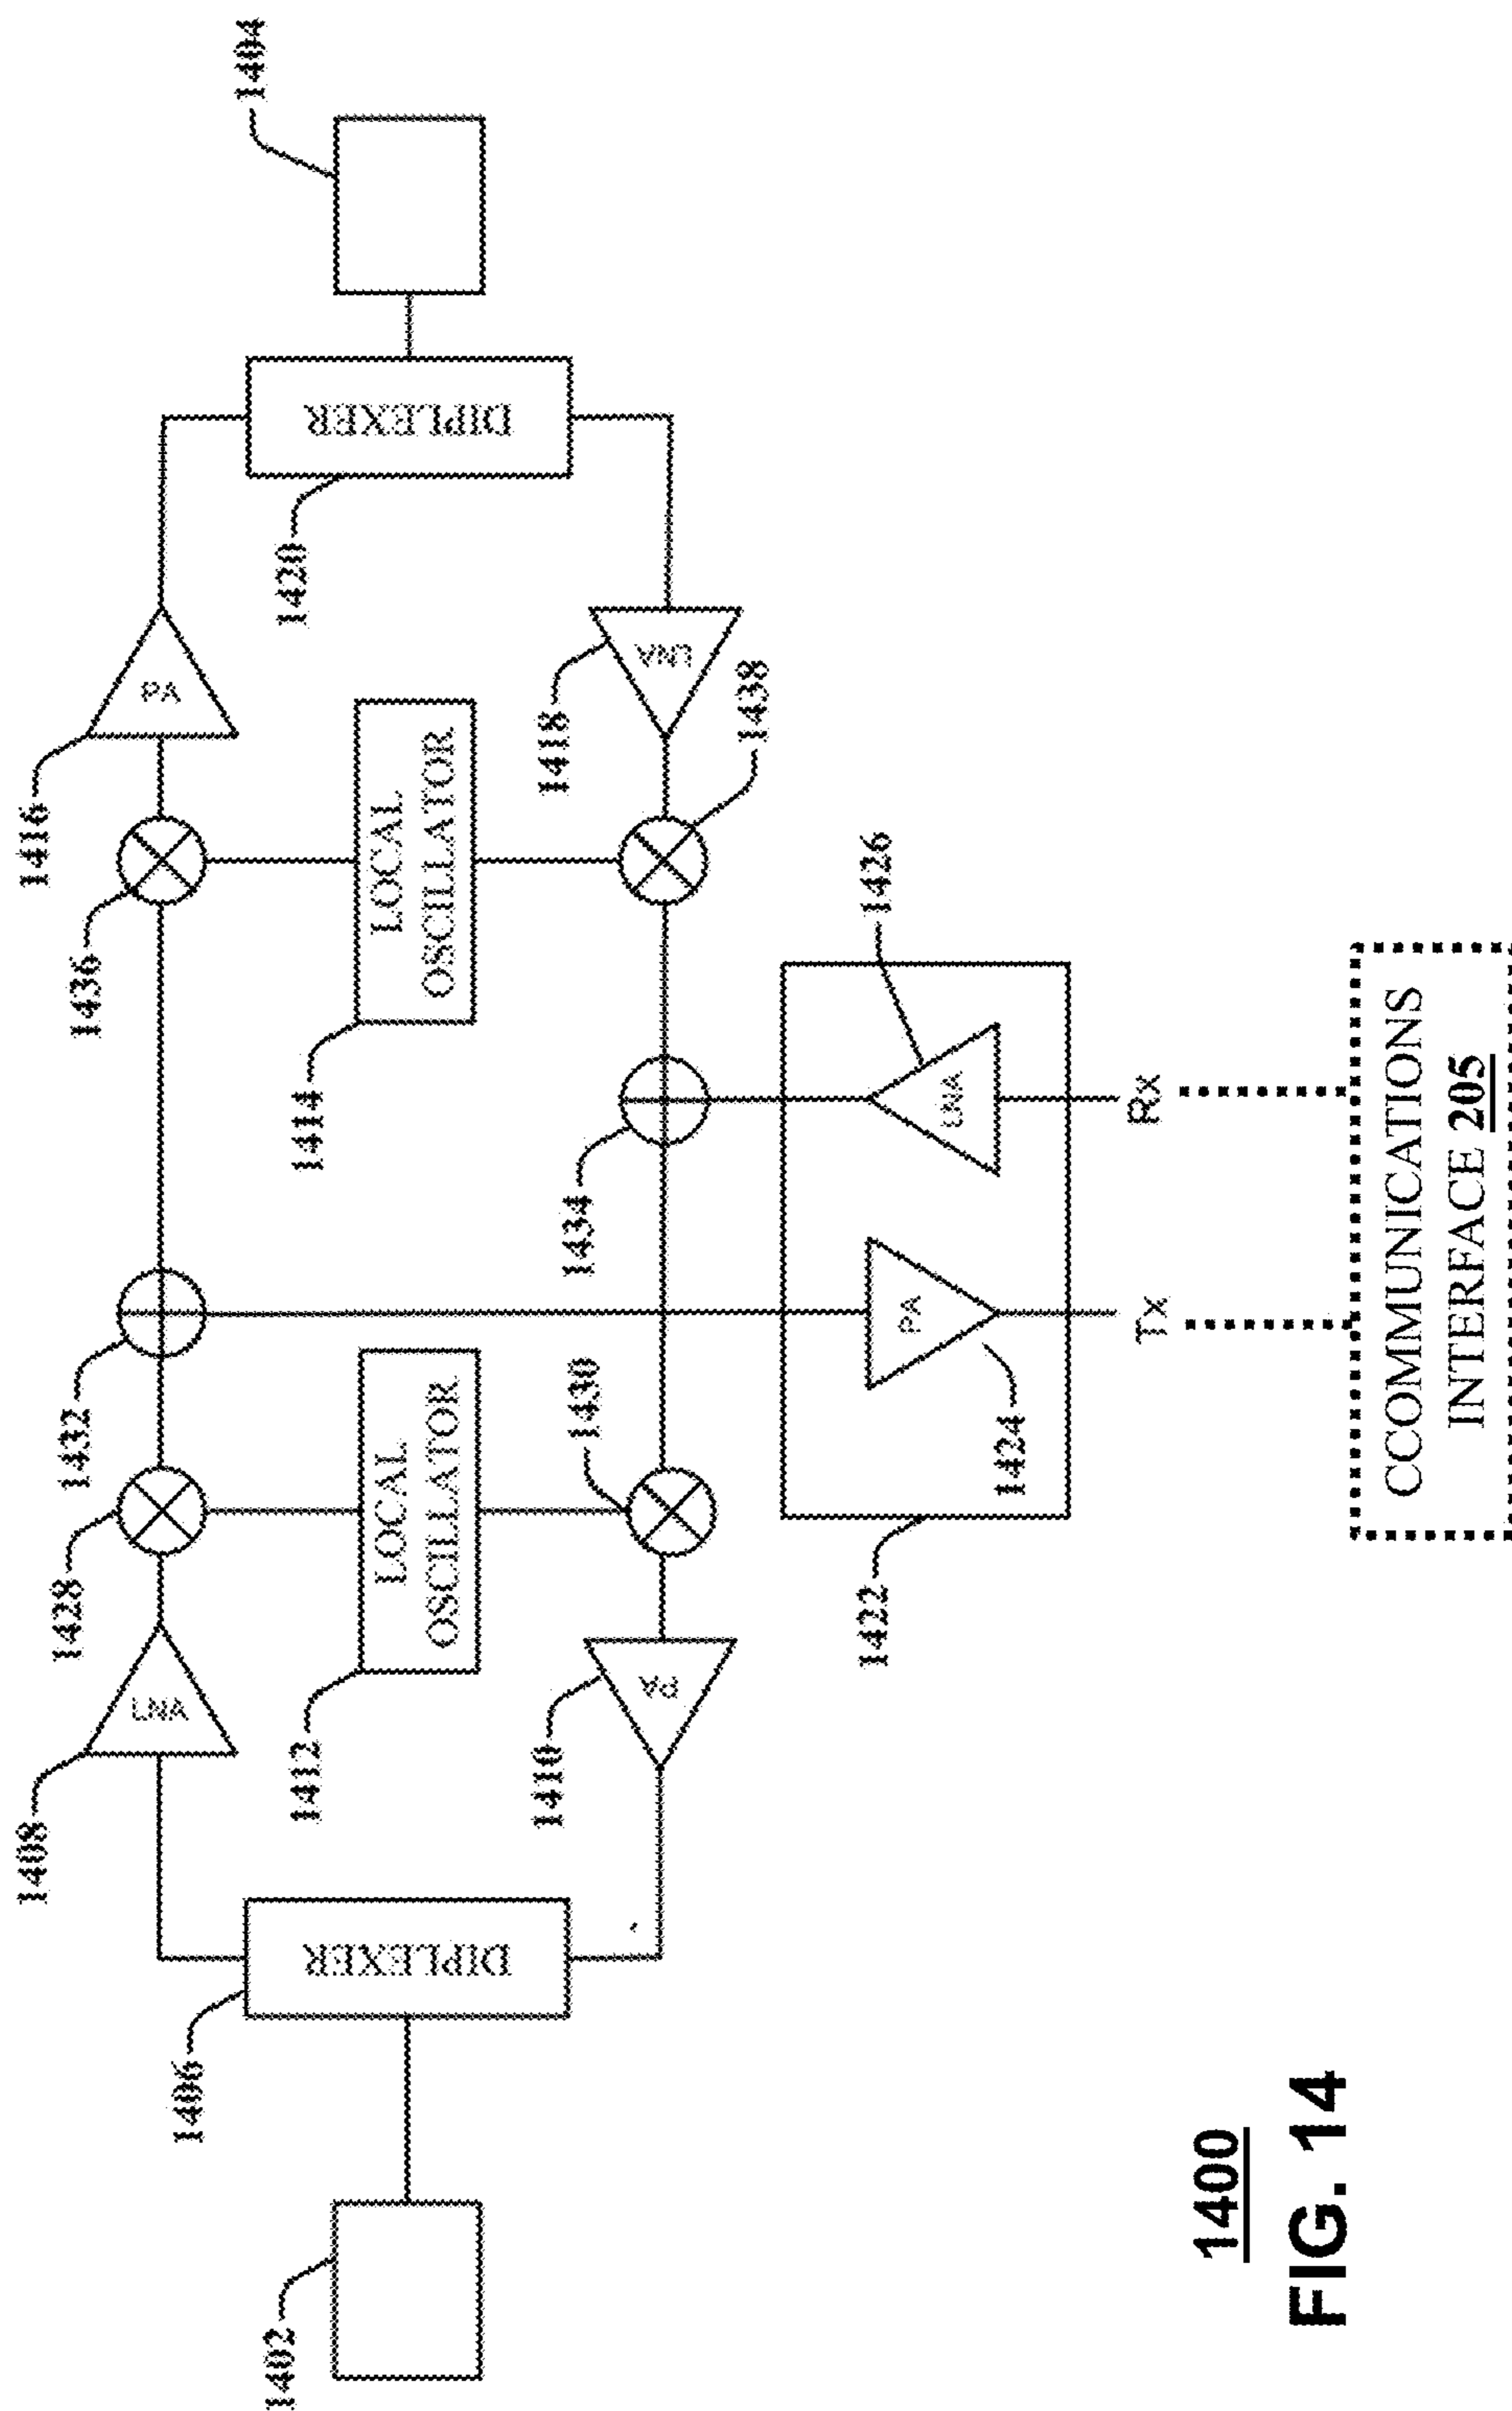 1404
1416
PA
1436
1420
DIPLEXER
1414
LOCAL
OSCILLATOR
1418
LNA
1438
1432
1434
1426
LNA
Rx
1428
1408
LNA
1412
LOCAL
OSCILLATOR
1430
1410
PA
1422
1424
PA
Tx
CCOMMUNICATIONS
INTERFACE 205
1406
DIPLEXER
1402
1400
FIG. 14